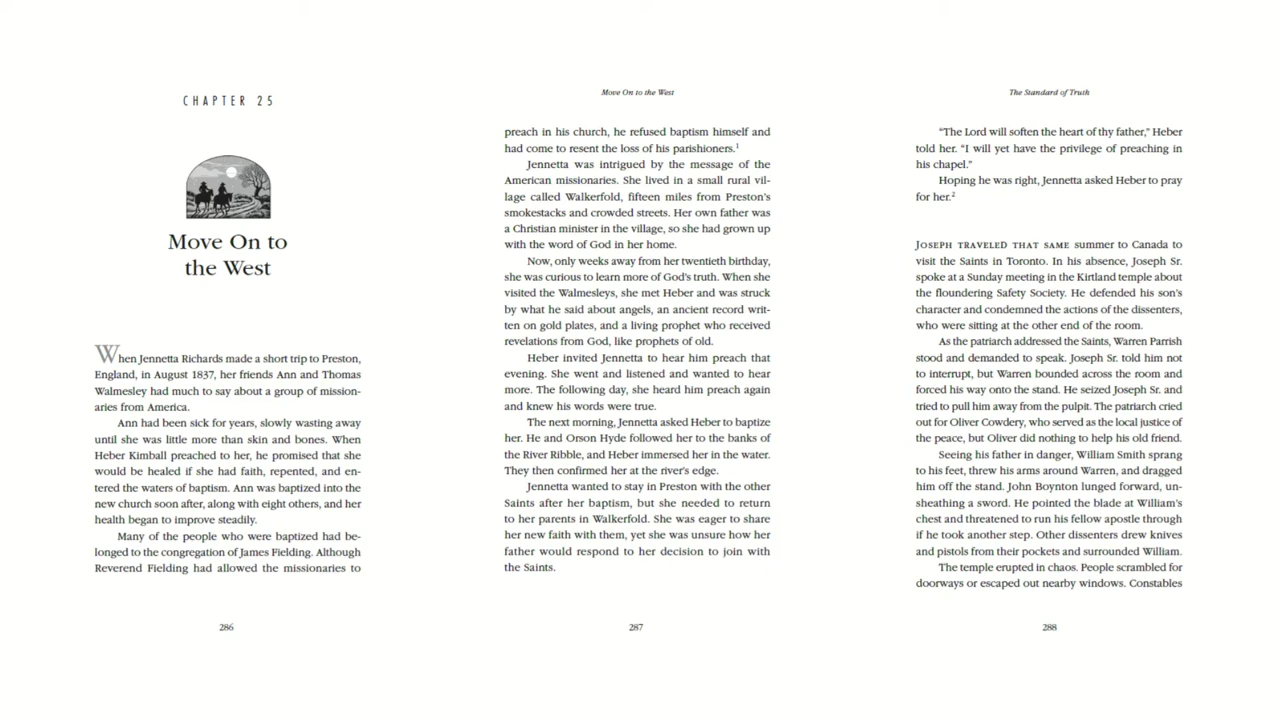 CHAPTER 25
Move On to
the West
When Jennetta Richards made a short trip to Preston,
England, in August 1837, her friends Ann and Thomas
Walmesley had much to say about a group of mission-
aries from America.
Ann had been sick for years, slowly wasting away
until she was little more than skin and bones. When
Heber Kimball preached to her, he promised that she
would be healed if she had faith, repented, and en-
tered the waters of baptism. Ann was baptized into the
new church soon after, along with eight others, and her
health began to improve steadily.
Many of the people who were baptized had be-
longed to the congregation of James Fielding. Although
Reverend Fielding had allowed the missionaries to
286
Move On to the West
preach in his church, he refused baptism himself and
had come to resent the loss of his parishioners.1
Jennetta was intrigued by the message of the
American missionaries. She lived in a small rural vil-
lage called Walkerfold, fifteen miles from Preston's
smokestacks and crowded streets. Her own father was
a Christian minister in the village, so she had grown up
with the word of God in her home.
Now, only weeks away from her twentieth birthday,
she was curious to learn more of God's truth. When she
visited the Walmesleys, she met Heber and was struck
by what he said about angels, an ancient record writ-
ten on gold plates, and a living prophet who received
revelations from God, like prophets of old.
Heber invited Jennetta to hear him preach that
evening. She went and listened and wanted to hear
more. The following day, she heard him preach again
and knew his words were true.
The next morning, Jennetta asked Heber to baptize
her. He and Orson Hyde followed her to the banks of
the River Ribble, and Heber immersed her in the water.
They then confirmed her at the river's edge.
Jennetta wanted to stay in Preston with the other
Saints after her baptism, but she needed to return
to her parents in Walkerfold. She was eager to share
her new faith with them, yet she was unsure how her
father would respond to her decision to join with
the Saints.
287
The Standard of Truth
"The Lord will soften the heart of thy father," Heber
told her. "I will yet have the privilege of preaching in
his chapel."
Hoping he was right, Jennetta asked Heber to pray
for her.2
JOSEPH TRAVELED THAT SAME summer to Canada to
visit the Saints in Toronto. In his absence, Joseph Sr.
spoke at a Sunday meeting in the Kirtland temple about
the floundering Safety Society. He defended his son's
character and condemned the actions of the dissenters,
who were sitting at the other end of the room.
As the patriarch addressed the Saints, Warren Parrish
stood and demanded to speak. Joseph Sr. told him not
to interrupt, but Warren bounded across the room and
forced his way onto the stand. He seized Joseph Sr. and
tried to pull him away from the pulpit. The patriarch cried
out for Oliver Cowdery, who served as the local justice of
the peace, but Oliver did nothing to help his old friend.
Seeing his father in danger, William Smith sprang
to his feet, threw his arms around Warren, and dragged
him off the stand. John Boynton lunged forward, un-
sheathing a sword. He pointed the blade at William's
chest and threatened to run his fellow apostle through
if he took another step. Other dissenters drew knives
and pistols from their pockets and surrounded William.
The temple erupted in chaos. People scrambled for
doorways or escaped out nearby windows. Constables
288